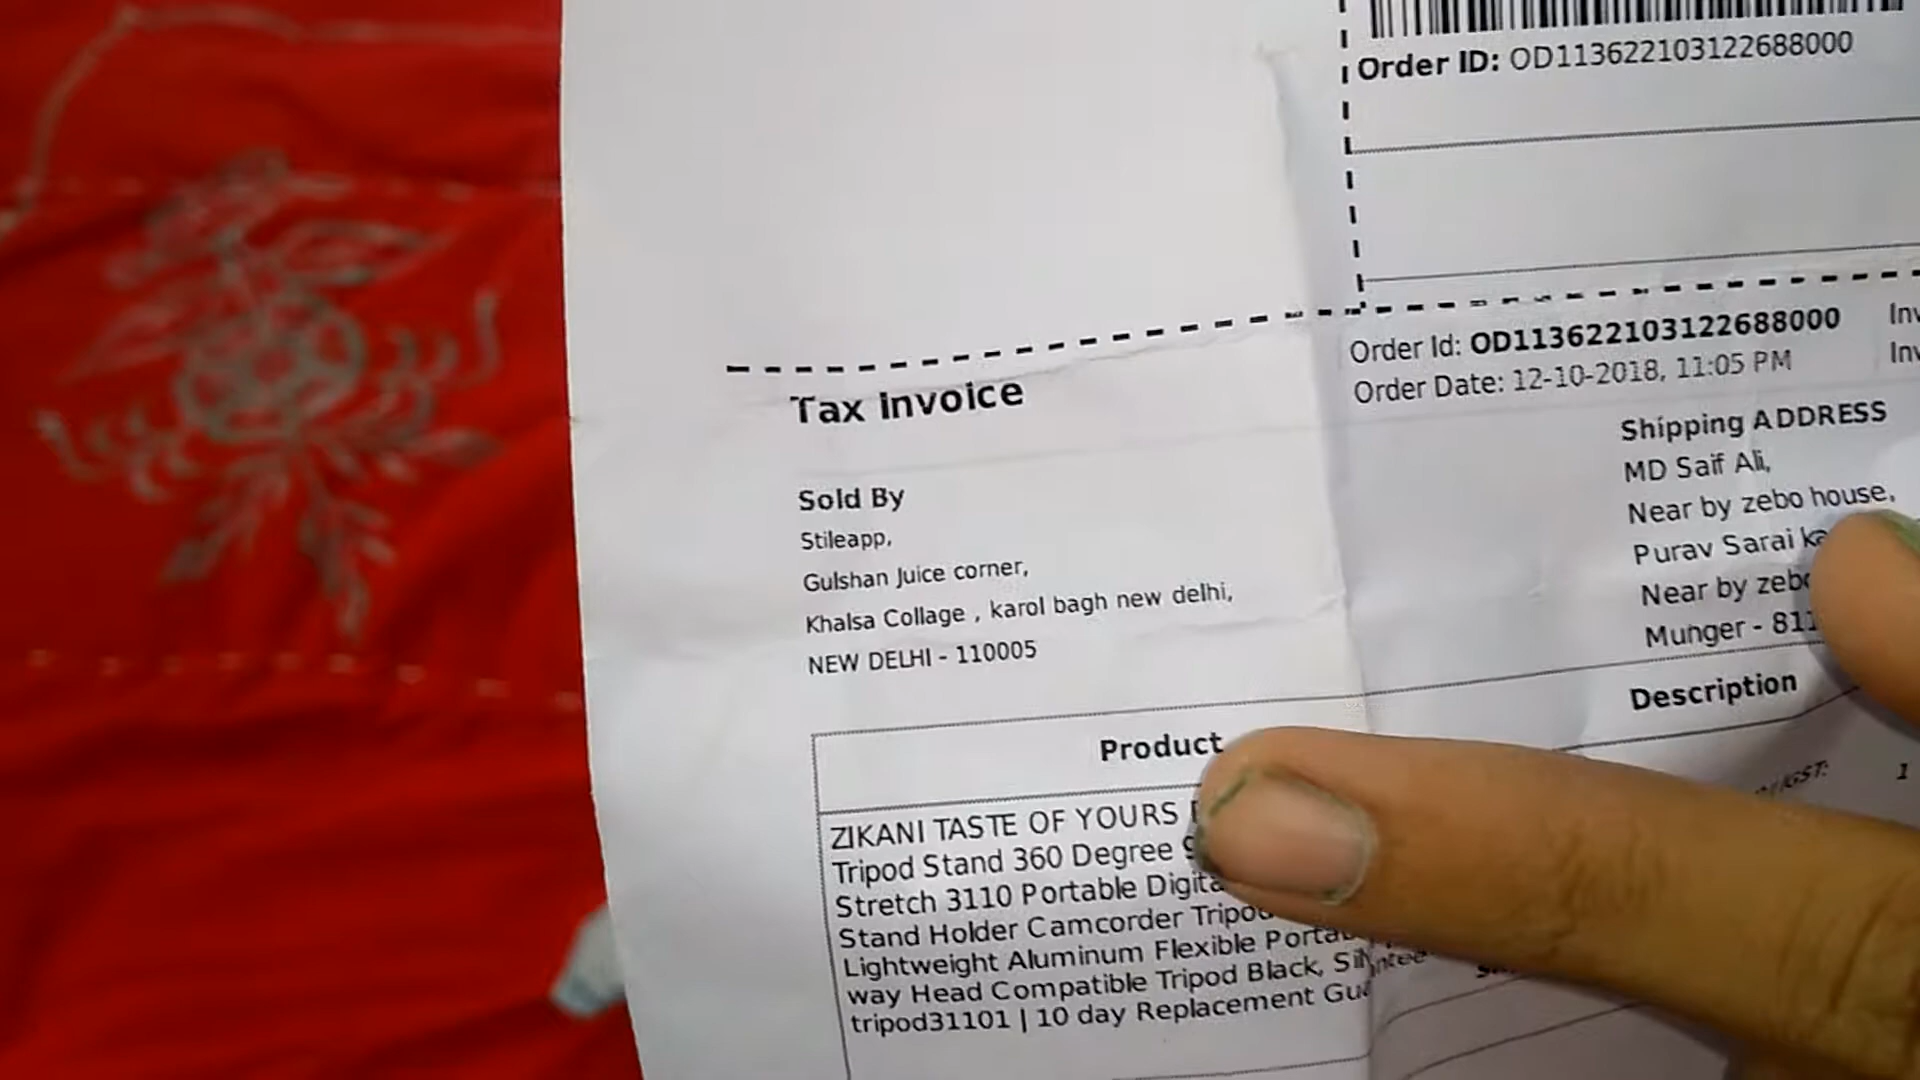 Order ID: OD113622103122688000
Order Id: OD113622103122688000
Order Date: 12-10-2018, 11:05 PM
Tax Invoice
Sold By
Stileapp,
Gulshan Juice corner,
Khalsa Collage , karol bagh new delhi,
NEW DELHI - 110005
Shipping ADDRESS
MD Saif Ali,
Near by zebo house,
Purav Sarai
Near by
Munger -
Product
Description
ZIKANI TASTE OF YOURS
Tripod Stand 360 Degree
Stretch 3110 Portable
Stand Holder Camcorder
Lightweight Aluminum Flexible
way Head Compatible Tripod Black,
tripod31101 | 10 day Replacement
1